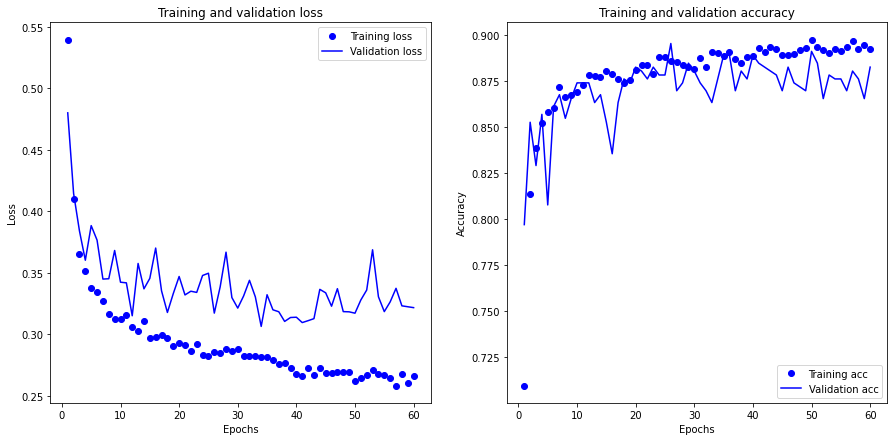 Training and validation loss
Training loss
Validation loss
0.55
0.50
0.45
0.40
0.35
0.30
0.25
Loss
0 10 20 30 40 50 60
Epochs
Training and validation accuracy
0.900
0.875
0.850
0.825
0.800
0.775
0.750
0.725
Accuracy
Training acc
Validation acc
0 10 20 30 40 50 60
Epochs